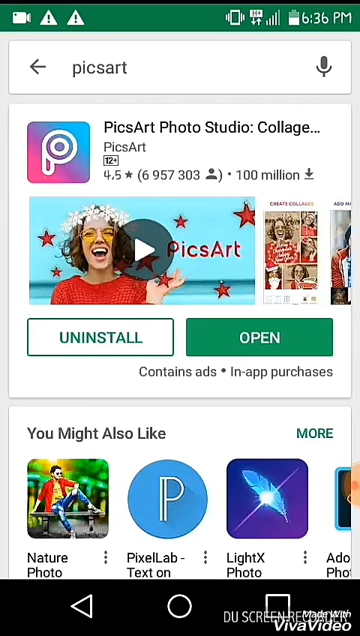 6:36 PM
picsart
PicsArt Photo Studio: Collage...
PicsArt
12+
4,5 ★ (6 957 303 ) • 100 million
PicsArt
CREATE COLLAGES
UNINSTALL
OPEN
Contains ads • In-app purchases
You Might Also Like
MORE
Nature Photo
PixelLab - Text on
LightX Photo
Made With
DU SCREEN RECORDER
VivaVideo